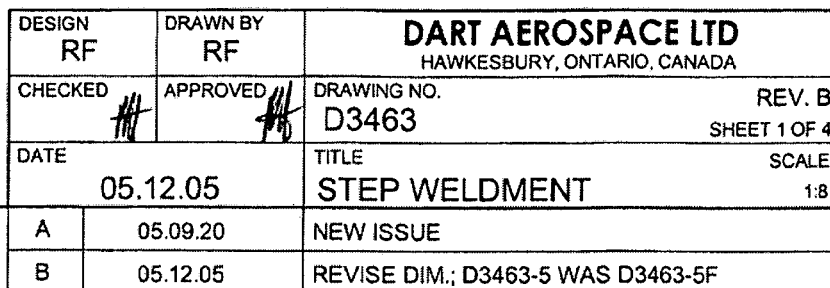 DESIGN
RF
DRAWN BY
RF
DART AEROSPACE LTD
HAWKESBURY, ONTARIO, CANADA
CHECKED
APPROVED
DRAWING NO.
D3463
REV. B
SHEET 1 OF 4
DATE
05.12.05
TITLE
STEP WELDMENT
SCALE
1:8
A 05.09.20 NEW ISSUE
B 05.12.05 REVISE DIM.; D3463-5 WAS D3463-5F